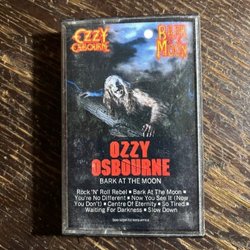 OZZY
OSBOURNE
BARK AT THE
MOON
OZZY
OSBOURNE
BARK AT THE MOON
Rock 'N' Roll Rebel • Bark At The Moon •
You're No Different • Now You See It (Now
You Don't) • Centre Of Eternity • So Tired •
Waiting For Darkness • Slow Down